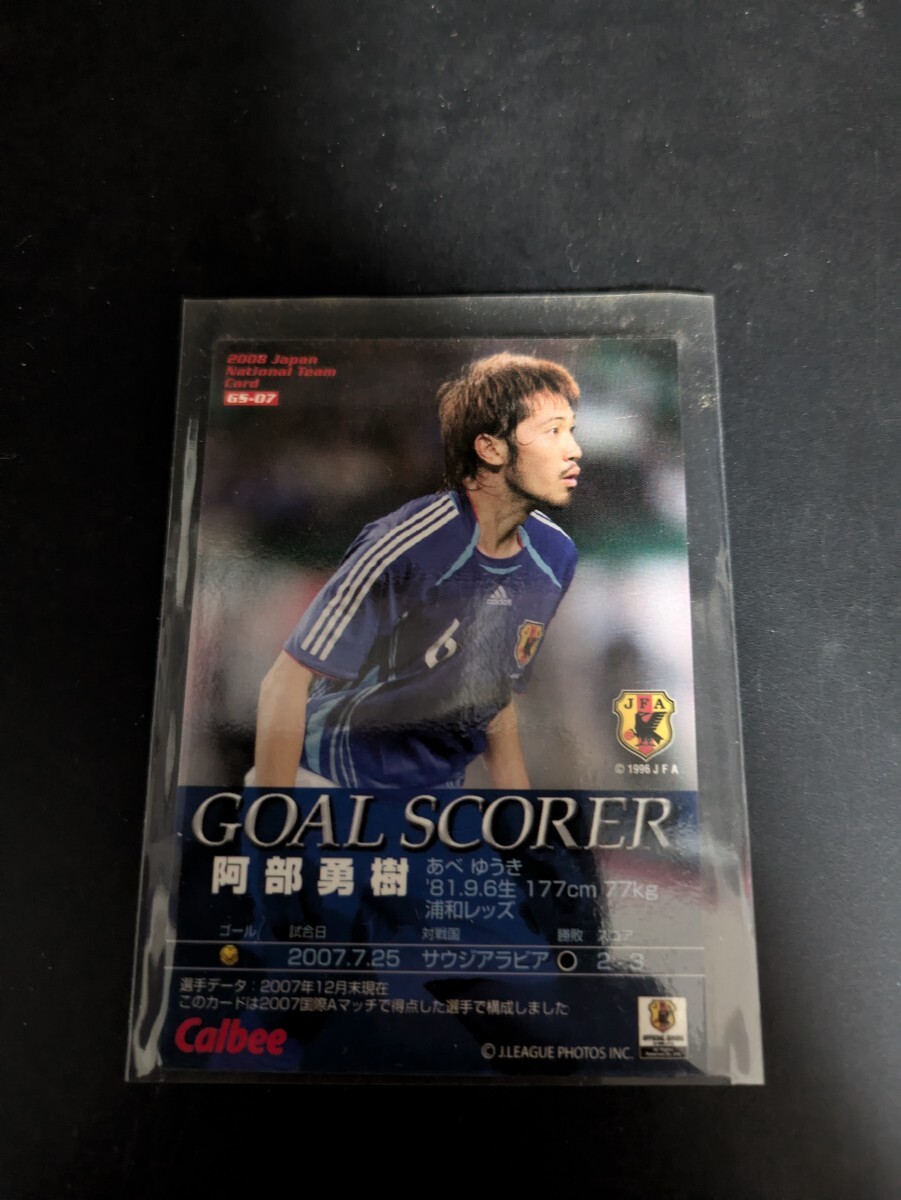 2008 Japan
National Team
Card
GS-07
adidas
6
JFA
© 1996 JFA
GOAL SCORER
阿部勇樹
あべ ゆうき
'81.9.6生 177cm 77kg
浦和レッズ
ゴール 試合日 対戦国 勝敗 スコア
2007.7.25 サウジアラビア ○ 2-3
選手データ：2007年12月末現在
このカードは2007国際Aマッチで得点した選手で構成しました
Calbee
© J.LEAGUE PHOTOS INC.